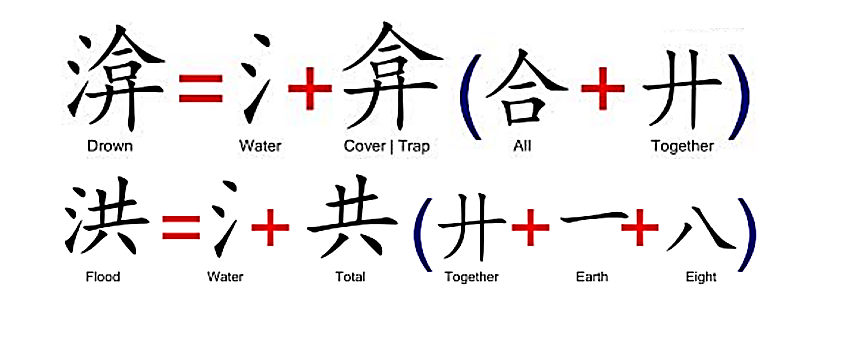 渰 = 氵 + 弇 ( 合 + 廾 )
Drown Water Cover | Trap All Together
洪 = 氵 + 共 ( 廾 + 一 + 八 )
Flood Water Total Together Earth Eight